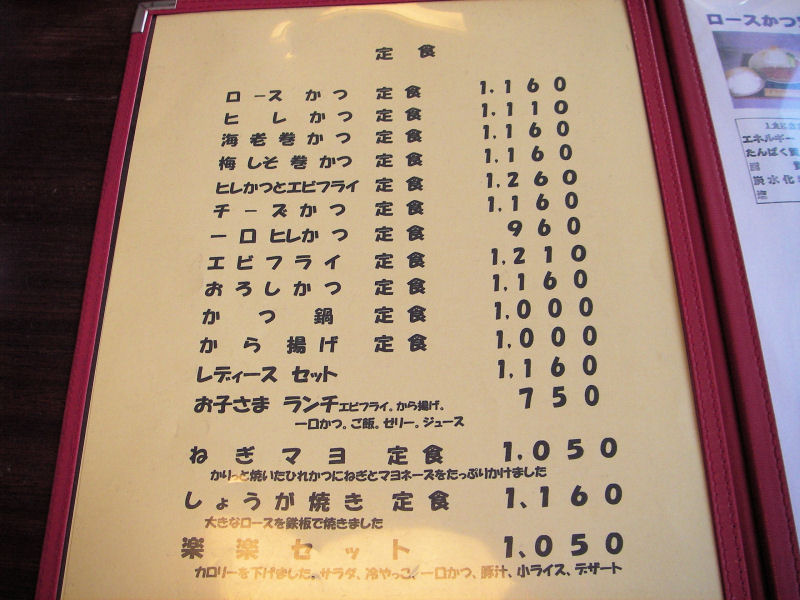 定食
ロースかつ 定食 1,160
ヒレかつ 定食 1,110
海老巻かつ 定食 1,160
梅しそ巻かつ 定食 1,160
ヒレかつとエビフライ 定食 1,260
チーズかつ 定食 1,160
一口ヒレかつ 定食 960
エビフライ 定食 1,210
おろしかつ 定食 1,160
かつ鍋 定食 1,000
から揚げ 定食 1,000
レディース セット 1,160
お子さま ランチ エビフライ。から揚げ。 750
一口かつ。ご飯。ゼリー。ジュース
ねぎマヨ 定食 1,050
かりっと焼いたひれかつにねぎとマヨネーズをたっぷりかけました
しょうが焼き 定食 1、160
大きなロースを鉄板で焼きました
楽楽セット 1,050
カロリーを下げました。サラダ、冷やっこ、一口かつ、豚汁、小ライス、デザート
ロースかつ
エネルギー
たんぱく質
炭水化